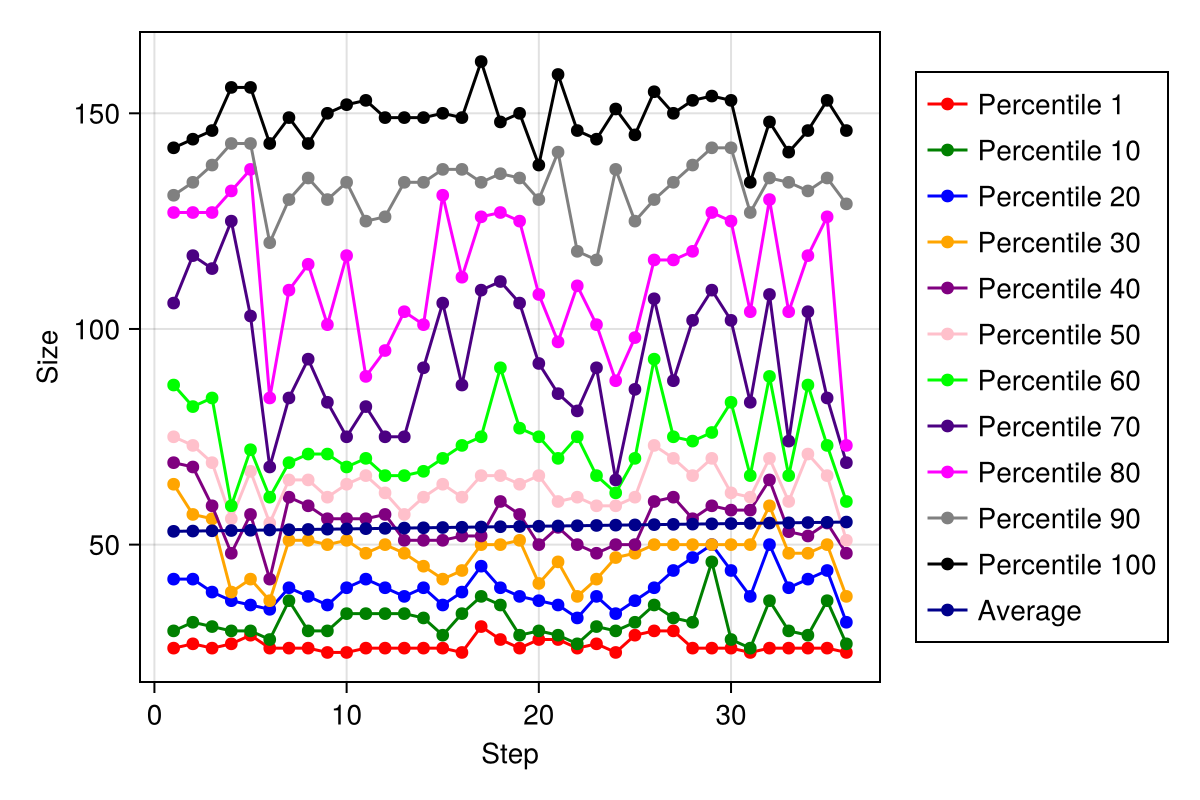 150
100
50
Size
0
10
20
30
Step
Percentile 1
Percentile 10
Percentile 20
Percentile 30
Percentile 40
Percentile 50
Percentile 60
Percentile 70
Percentile 80
Percentile 90
Percentile 100
Average